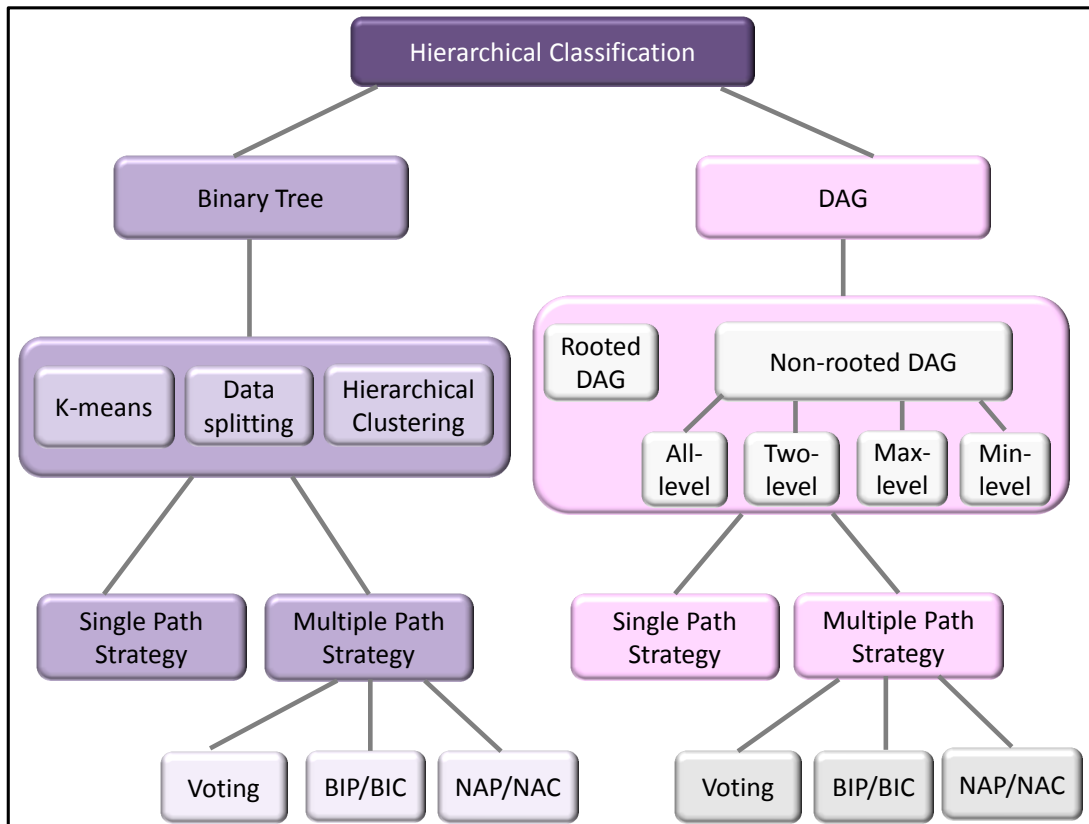 Hierarchical Classification
Binary Tree
DAG
K-means
Data
splitting
Hierarchical
Clustering
Rooted
DAG
Non-rooted DAG
All-
level
Two-
level
Max-
level
Min-
level
Single Path
Strategy
Multiple Path
Strategy
Single Path
Strategy
Multiple Path
Strategy
Voting
BIP/BIC
NAP/NAC
Voting
BIP/BIC
NAP/NAC